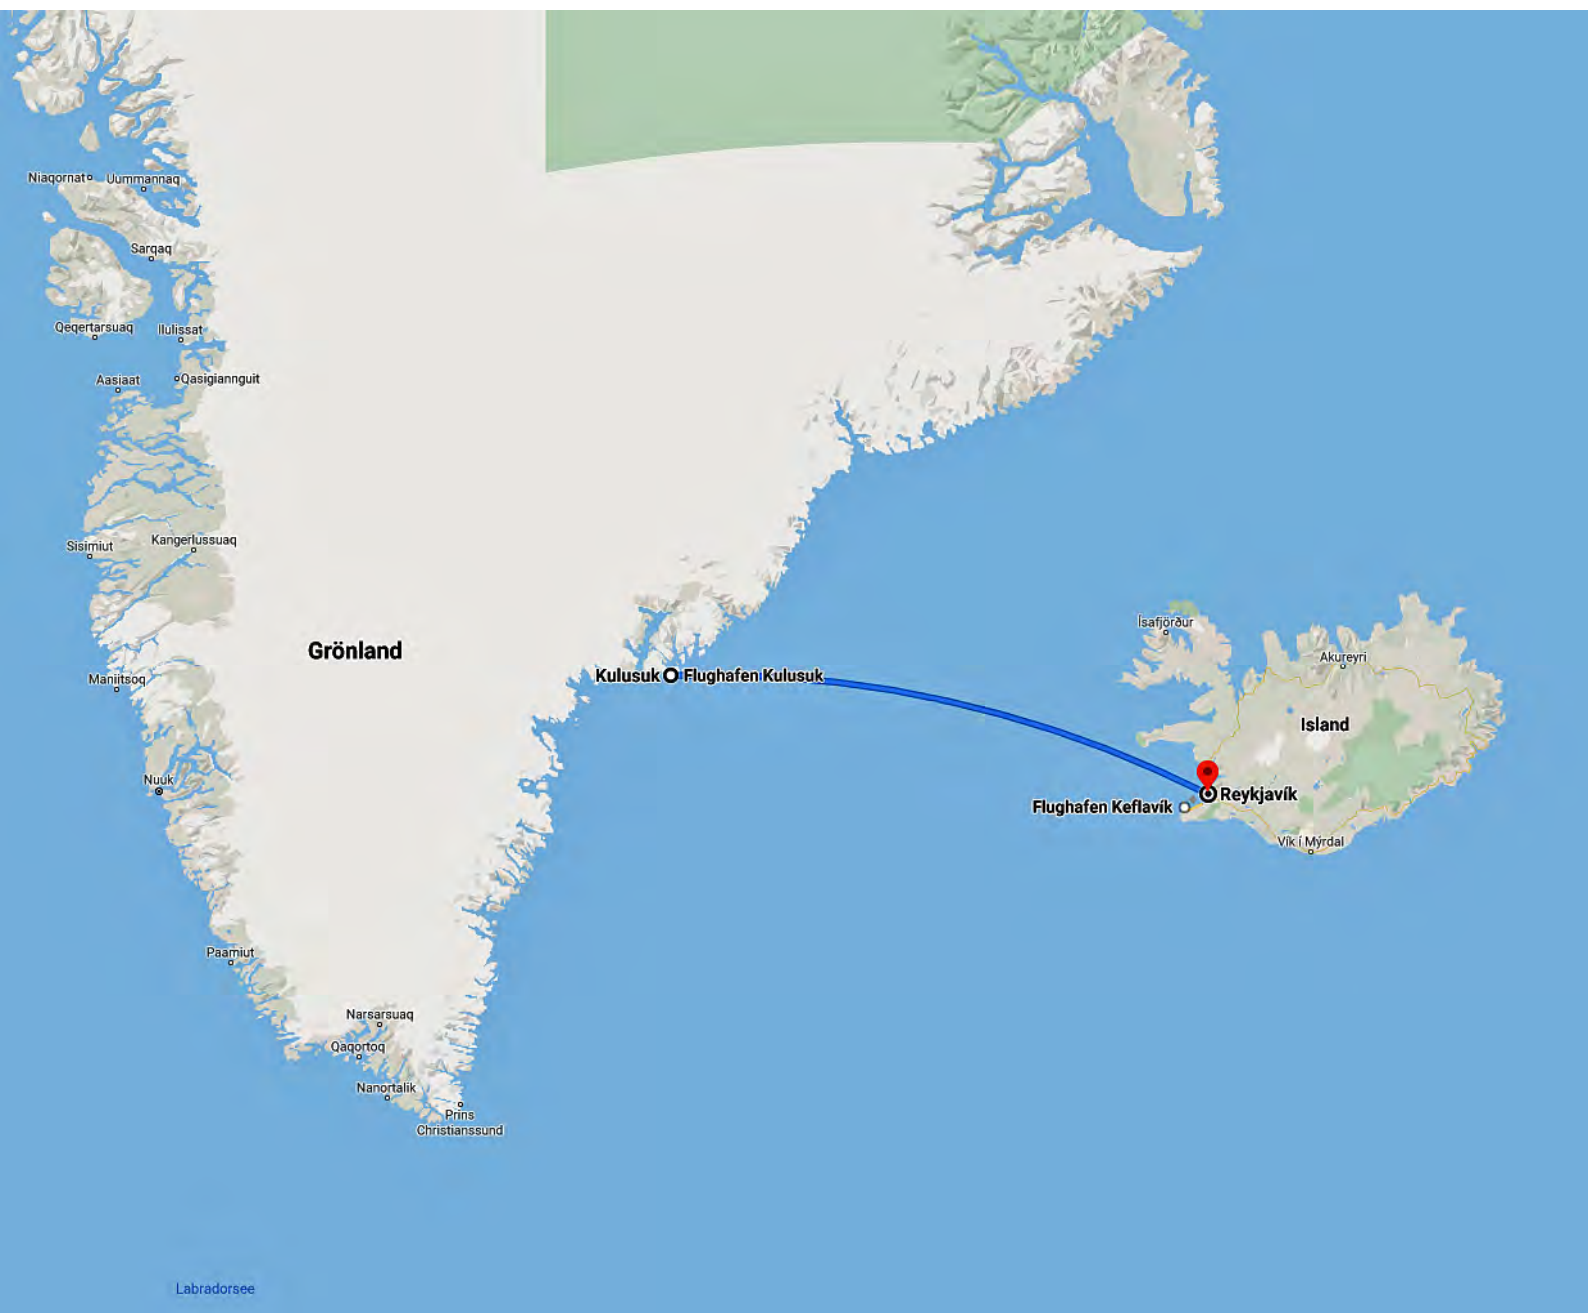 Niaqornat
Uummannaq
Sarqaq
Qeqertarsuaq
Ilulissat
Aasiaat
Qasigiannguit
Sisimiut
Kangerlussuaq
Grönland
Maniitsoq
Kulusuk
Flughafen Kulusuk
Ísafjörður
Akureyri
Island
Nuuk
Reykjavík
Flughafen Keflavík
Vík í Mýrdal
Paamiut
Narsarsuaq
Qaqortoq
Nanortalik
Prins
Christianssund
Labradorsee